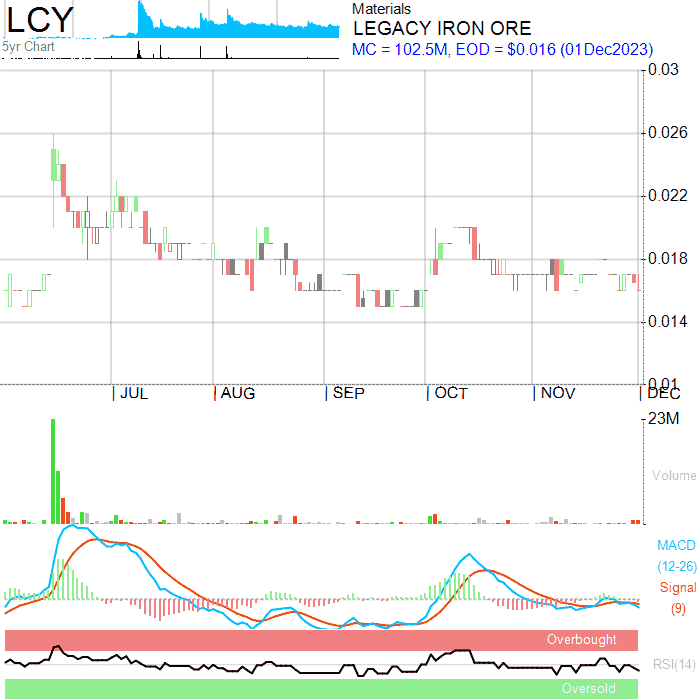 LCY
5yr Chart
Materials
LEGACY IRON ORE
MC = 102.5M, EOD = $0.016 (01Dec2023)
0.03
0.026
0.022
0.018
0.014
0.01
JUL AUG SEP OCT NOV DEC
23M
Volume
MACD
(12-26)
Signal
(9)
Overbought
RSI(14)
Oversold